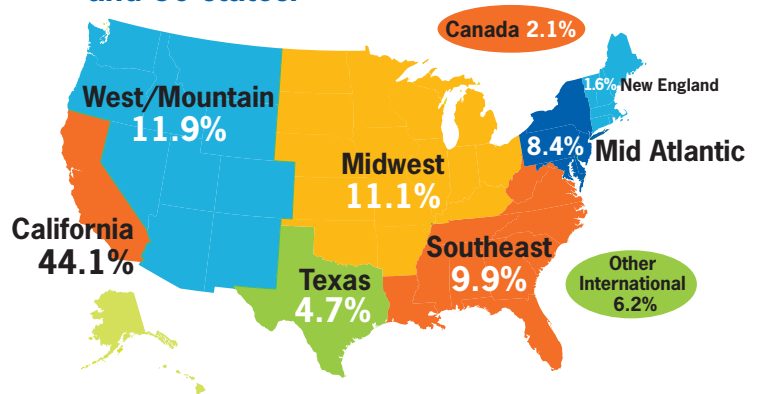 Canada 2.1%
1.6% New England
West/Mountain
11.9%
8.4% Mid Atlantic
Midwest
11.1%
California
44.1%
Southeast
9.9%
Texas
4.7%
Other
International
6.2%